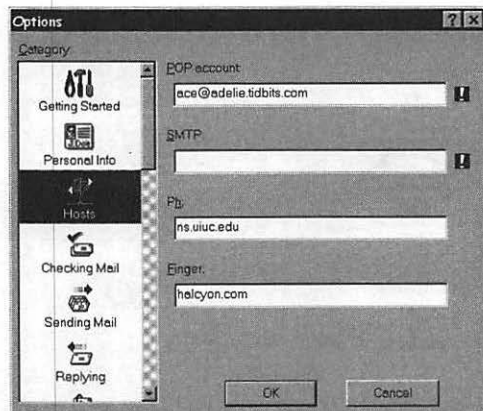 Options
Category:
Getting Started
Personal Info
Hosts
Checking Mail
Sending Mail
Replying
POP account:
ace@adelie.tidbits.com
SMTP:
Ph:
ns.uiuc.edu
Finger:
halcyon.com
OK
Cancel